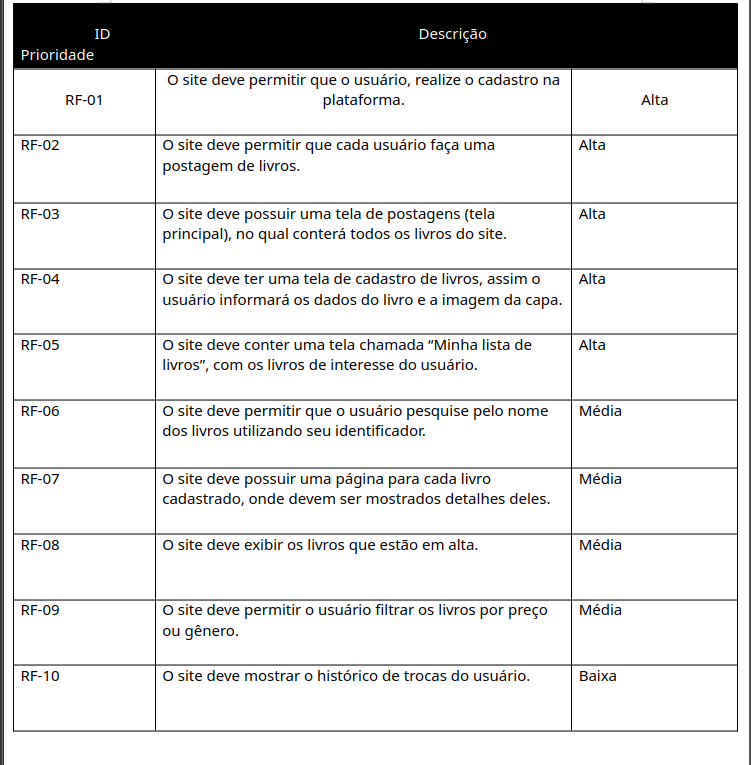 ID Descrição
Prioridade
O site deve permitir que o usuário, realize o cadastro na
RF-01 plataforma. Alta
RF-02 O site deve permitir que cada usuário faça uma Alta
postagem de livros.
RF-03 O site deve possuir uma tela de postagens (tela Alta
principal), no qual conterá todos os livros do site.
RF-04 O site deve ter uma tela de cadastro de livros, assim o Alta
usuário informará os dados do livro e a imagem da capa.
RF-05 O site deve conter uma tela chamada “Minha lista de Alta
livros”, com os livros de interesse do usuário.
RF-06 O site deve permitir que o usuário pesquise pelo nome Média
dos livros utilizando seu identificador.
RF-07 O site deve possuir uma página para cada livro Média
cadastrado, onde devem ser mostrados detalhes deles.
RF-08 O site deve exibir os livros que estão em alta. Média
RF-09 O site deve permitir o usuário filtrar os livros por preço Média
ou gênero.
RF-10 O site deve mostrar o histórico de trocas do usuário. Baixa